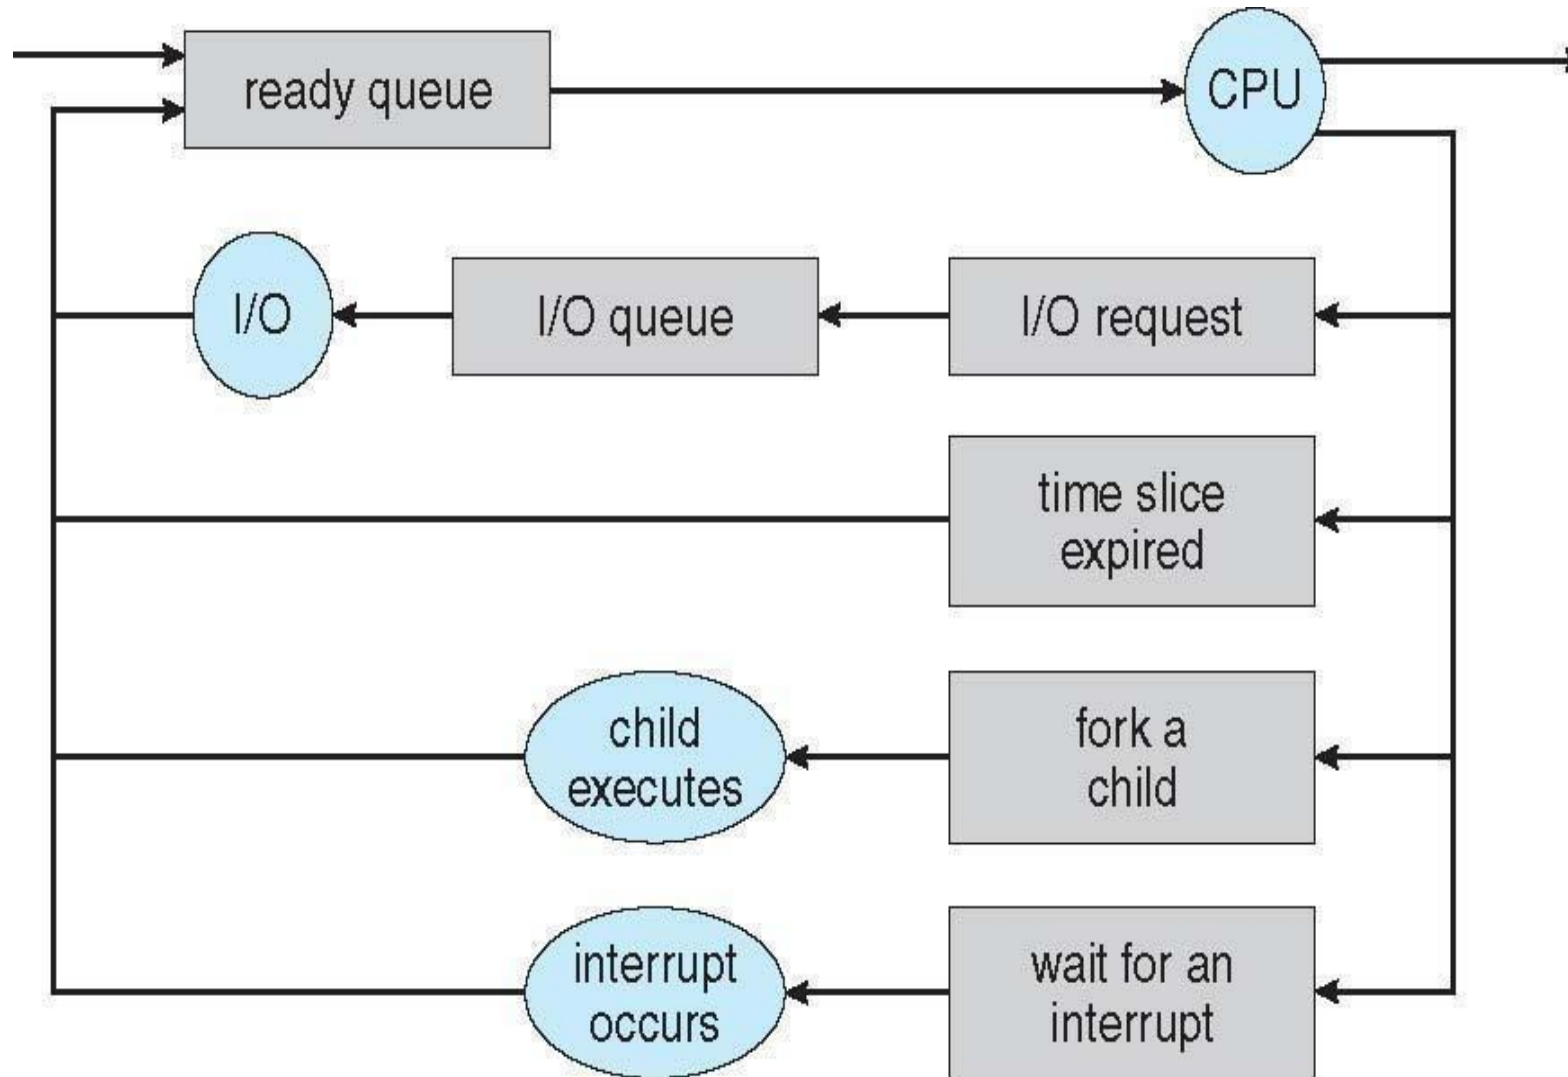 ready queue
CPU
I/O
I/O queue
I/O request
time slice
expired
child
executes
fork a
child
interrupt
occurs
wait for an
interrupt